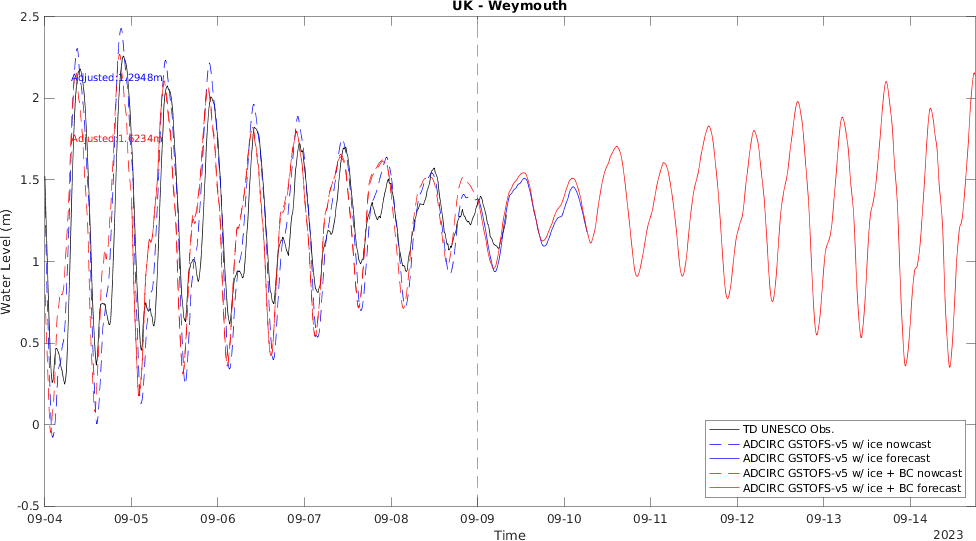 UK - Weymouth
2.5
2
1.5
1
0.5
0
-0.5
Water Level (m)
Adjusted:1.2948m
Adjusted:1.6234m
TD UNESCO Obs.
ADCIRC GSTOFS-v5 w/ ice nowcast
ADCIRC GSTOFS-v5 w/ ice forecast
ADCIRC GSTOFS-v5 w/ ice + BC nowcast
ADCIRC GSTOFS-v5 w/ ice + BC forecast
09-04 09-05 09-06 09-07 09-08 09-09 09-10 09-11 09-12 09-13 09-14
Time
2023